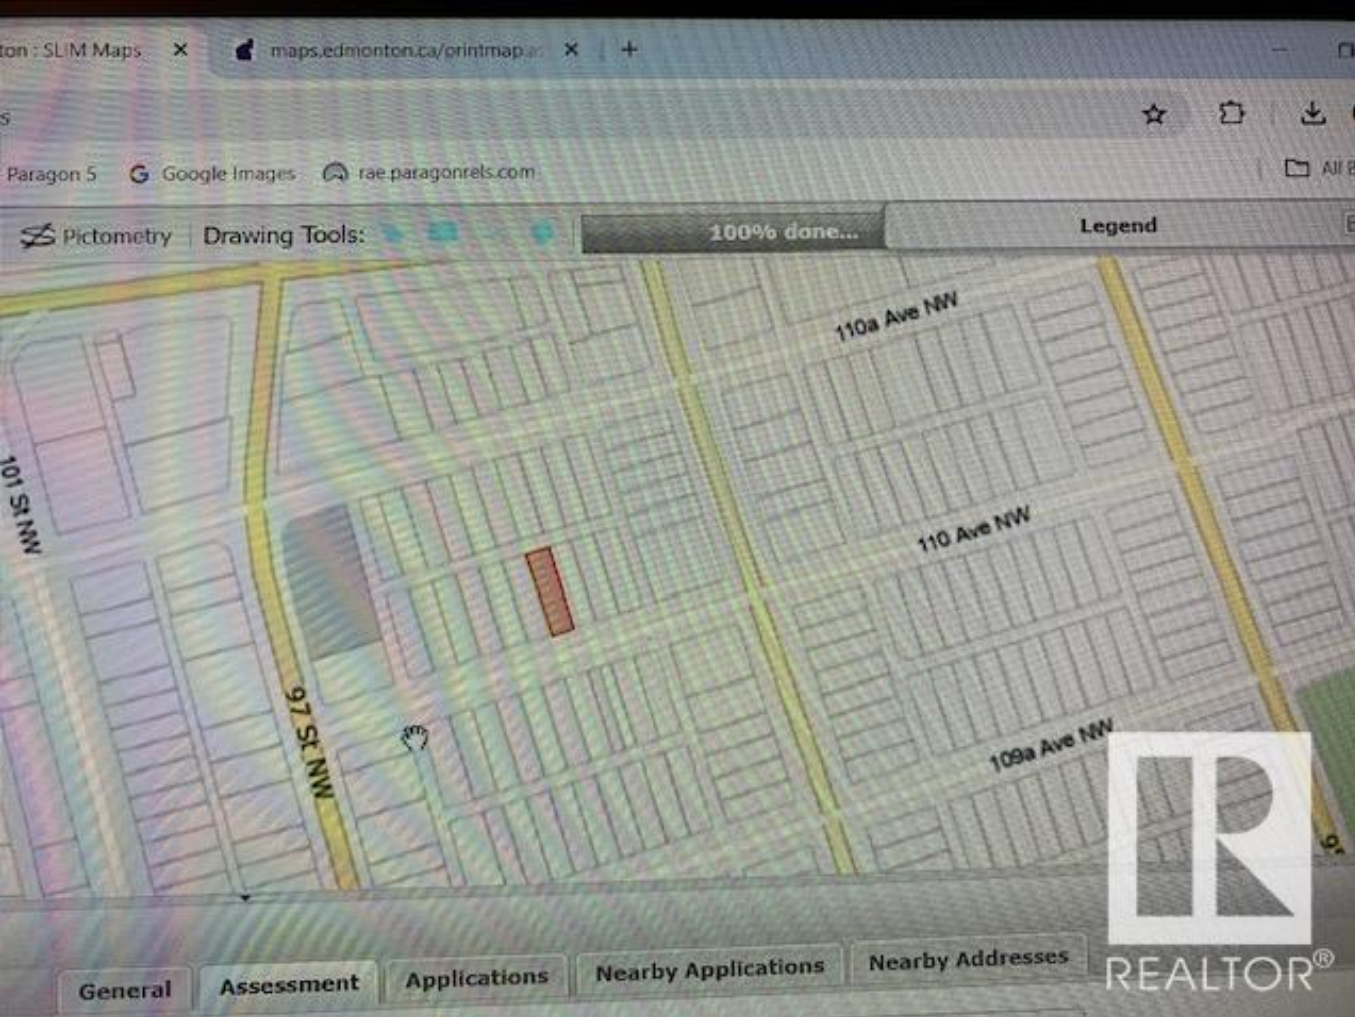 ton : SLIM Maps
maps.edmonton.ca/printmap.a
s
Paragon 5
Google Images
rae.paragonrels.com
All B
Pictometry
Drawing Tools:
100% done...
Legend
110a Ave NW
101 St NW
110 Ave NW
97 St NW
109a Ave NW
General
Assessment
Applications
Nearby Applications
Nearby Addresses
R
REALTOR®